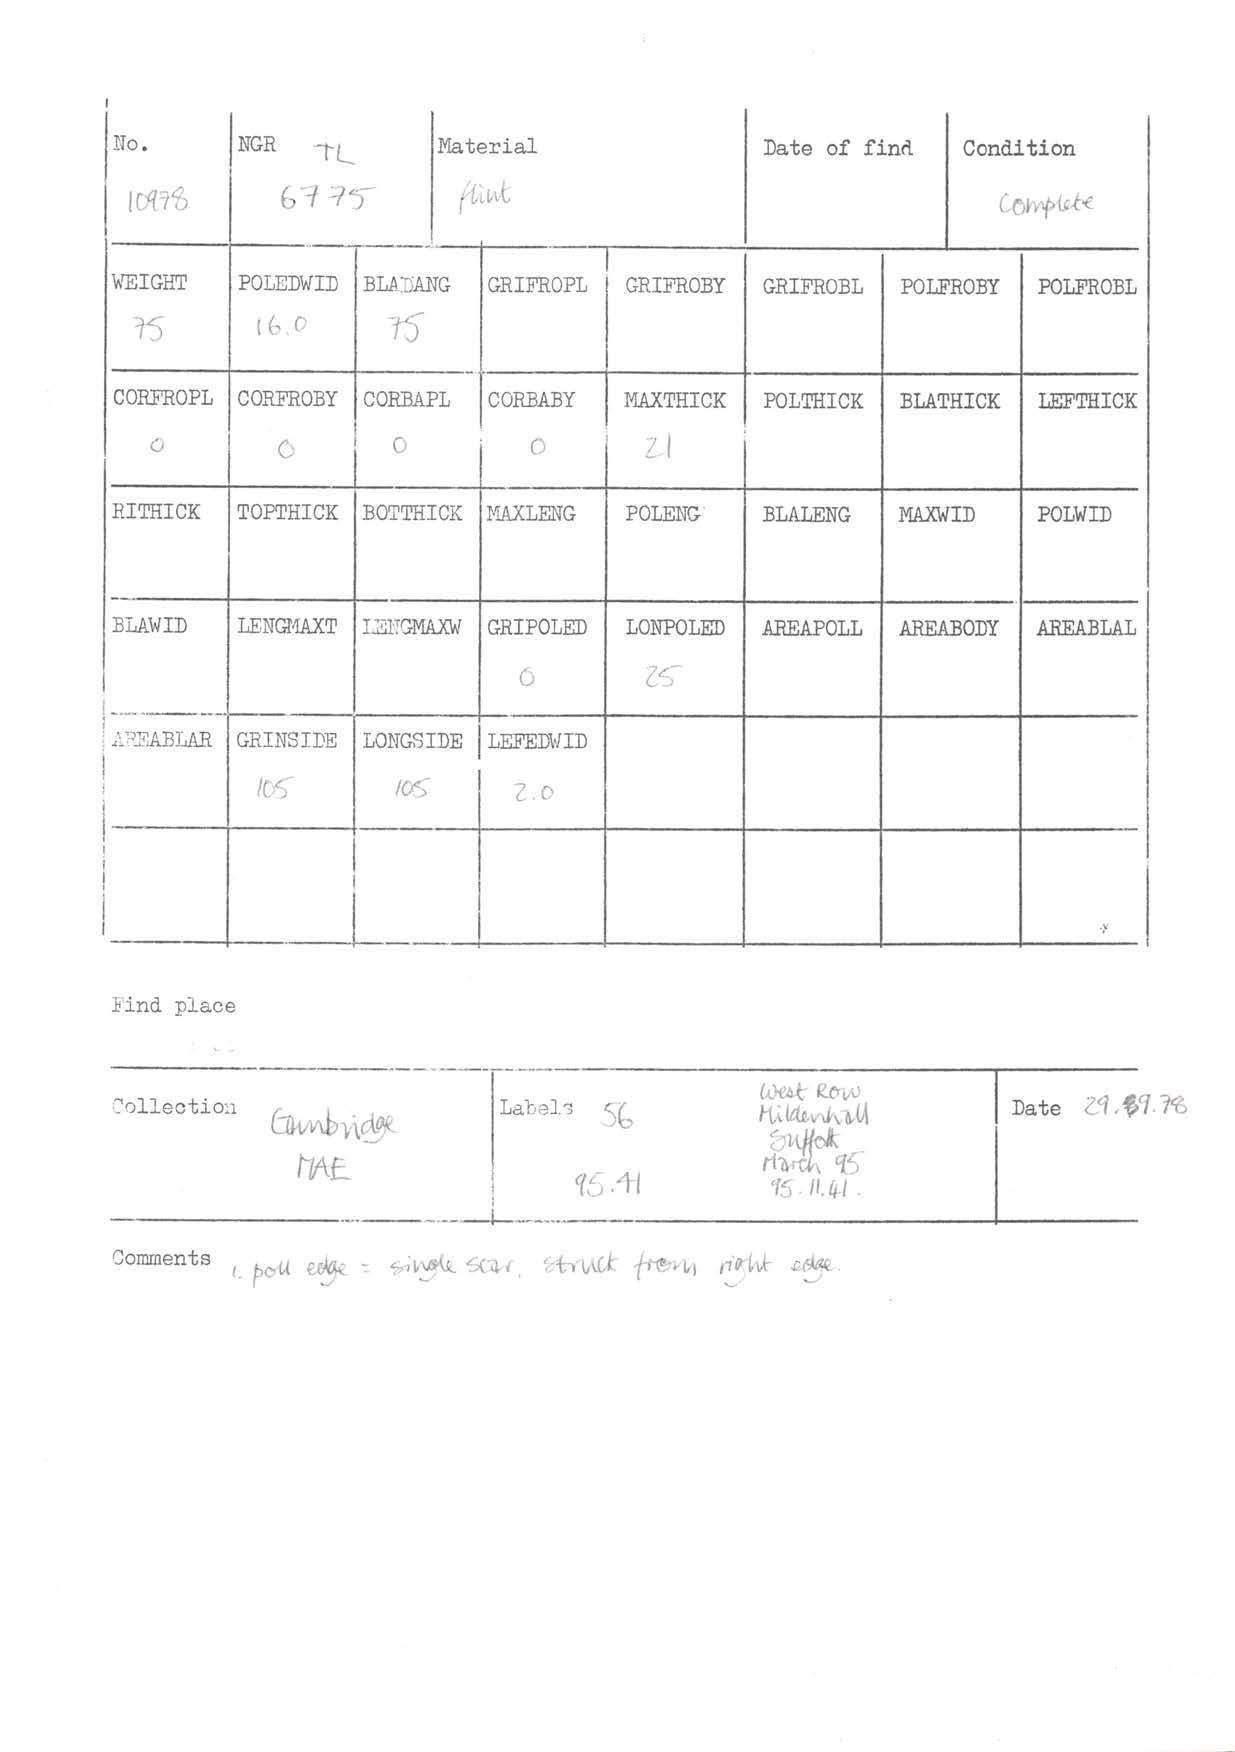 No. NGR TL Material Date of find Condition
10978 6775 flint Complete
WEIGHT POLEDWID BLADANG GRIFROPL GRIFROBY GRIFROBL POLFROBY POLFROBL
75 16.0 75
CORFROPL CORFROBY CORBAPL CORBABY MAXTHICK POLTHICK BLATHICK LEFTHICK
0 0 0 0 21
RITHICK TOPTHICK BOTTHICK MAXLENG POLENG BLALENG MAXWID POLWID
BLAWID LENGMAXT LENGMAXW GRIPOLED LONPOLED AREAPOLL AREABODY AREABLAL
0 25
AREABLAR GRINSIDE LONGSIDE LEFEDWID
105 105 2.0
Find place
Collection Cambridge
MAE
Labels 56
95.41
West Row
Mildenhall
Suffolk
March 95
95.11.41.
Date 29.9.78
Comments 1. poll edge = single scar, struck from right edge.